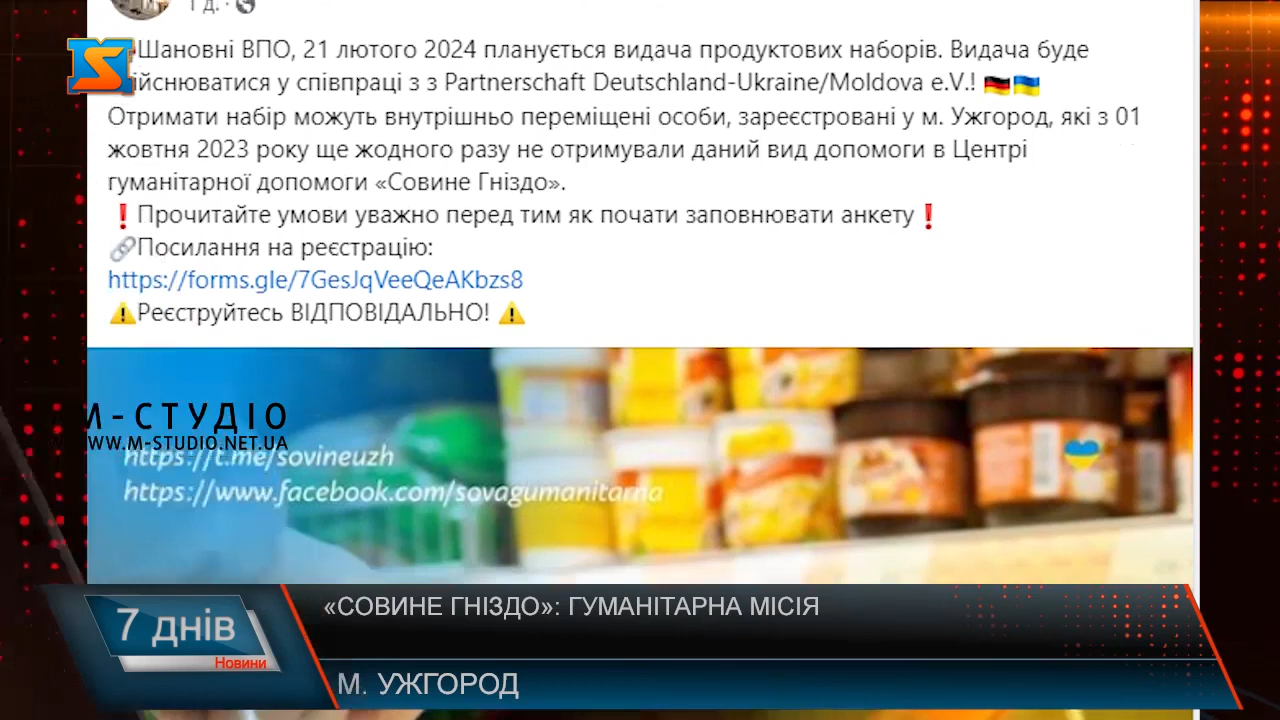 1 д. ·
Шановні ВПО, 21 лютого 2024 планується видача продуктових наборів. Видача буде
йснюватися у співпраці з з Partnerschaft Deutschland-Ukraine/Moldova e.V.! 🇩🇪🇺🇦
Отримати набір можуть внутрішньо переміщені особи, зареєстровані у м. Ужгород, які з 01
жовтня 2023 року ще жодного разу не отримували даний вид допомоги в Центрі
гуманітарної допомоги «Совине Гніздо».
❗Прочитайте умови уважно перед тим як почати заповнювати анкету❗
🔗Посилання на реєстрацію:
https://forms.gle/7GesJqVeeQeAKbzs8
⚠️Реєструйтесь ВІДПОВІДАЛЬНО! ⚠️
М-СТУДІО
WWW.M-STUDIO.NET.UA
https://t.me/sovineuzh
https://www.facebook.com/sovagumanitarna
«СОВИНЕ ГНІЗДО»: ГУМАНІТАРНА МІСІЯ
7 днів
Новини
М. УЖГОРОД